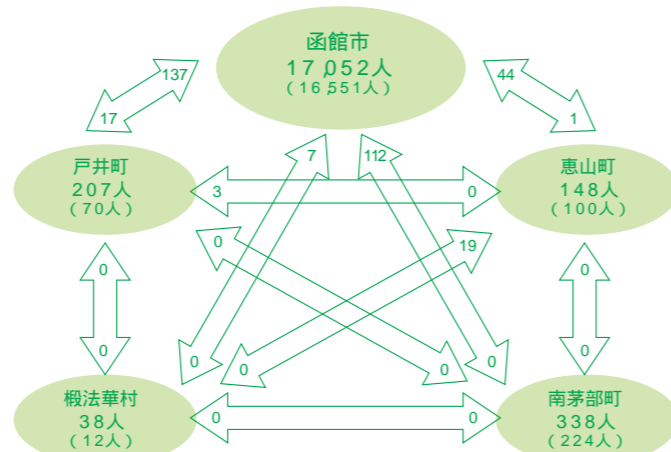 函館市
17,052人
(16,551人)
137
17
44
1
7
112
戸井町
207人
(70人)
3
0
恵山町
148人
(100人)
0
19
0
0
0
0
0
0
0
0
椴法華村
38人
(12人)
0
0
南茅部町
338人
(224人)